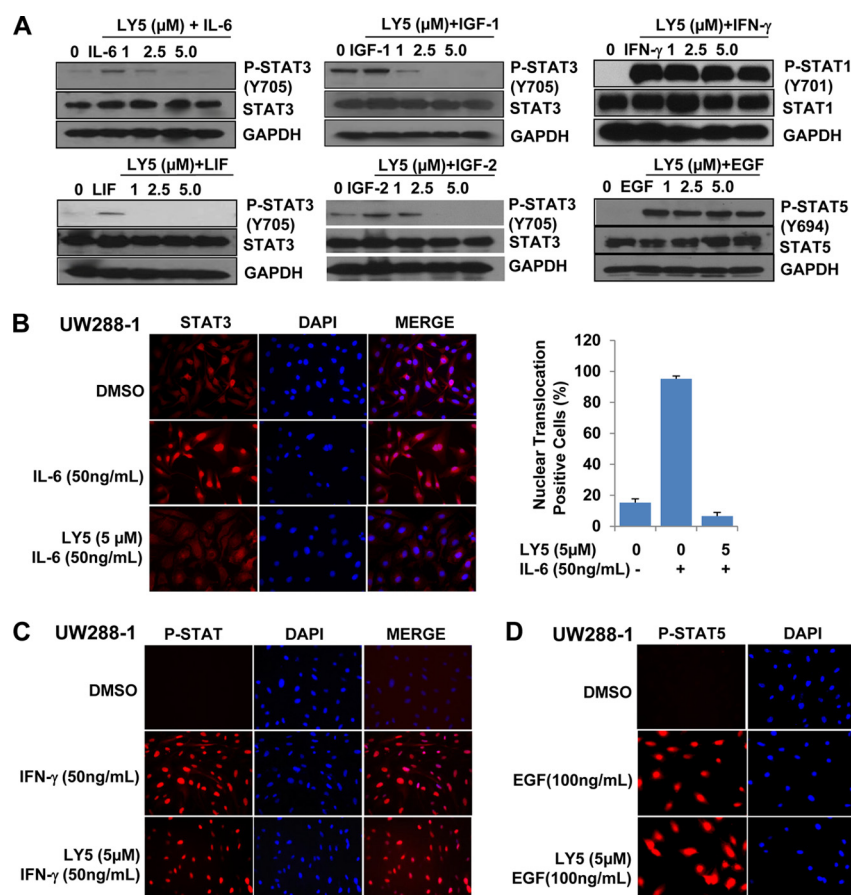 A
LY5 (µM) + IL-6
0 IL-6 1 2.5 5.0
P-STAT3
(Y705)
STAT3
GAPDH
LY5 (µM)+IGF-1
0 IGF-1 1 2.5 5.0
P-STAT3
(Y705)
STAT3
GAPDH
LY5 (µM)+IFN-γ
0 IFN-γ 1 2.5 5.0
P-STAT1
(Y701)
STAT1
GAPDH
LY5 (µM)+LIF
0 LIF 1 2.5 5.0
P-STAT3
(Y705)
STAT3
GAPDH
LY5 (µM)+IGF-2
0 IGF-2 1 2.5 5.0
P-STAT3
(Y705)
STAT3
GAPDH
LY5 (µM)+EGF
0 EGF 1 2.5 5.0
P-STAT5
(Y694)
STAT5
GAPDH
B
UW288-1
STAT3 DAPI MERGE
DMSO
IL-6 (50ng/mL)
LY5 (5 µM)
IL-6 (50ng/mL)
Nuclear Translocation
Positive Cells (%)
120
100
80
60
40
20
0
LY5 (5µM) 0 0 5
IL-6 (50ng/mL) - + +
C
UW288-1
P-STAT DAPI MERGE
DMSO
IFN-γ (50ng/mL)
LY5 (5µM)
IFN-γ (50ng/mL)
D
UW288-1
P-STAT5 DAPI
DMSO
EGF(100ng/mL)
LY5 (5µM)
EGF(100ng/mL)